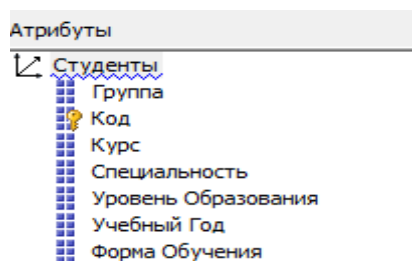 Атрибуты
Студенты
Группа
Код
Курс
Специальность
Уровень Образования
Учебный Год
Форма Обучения